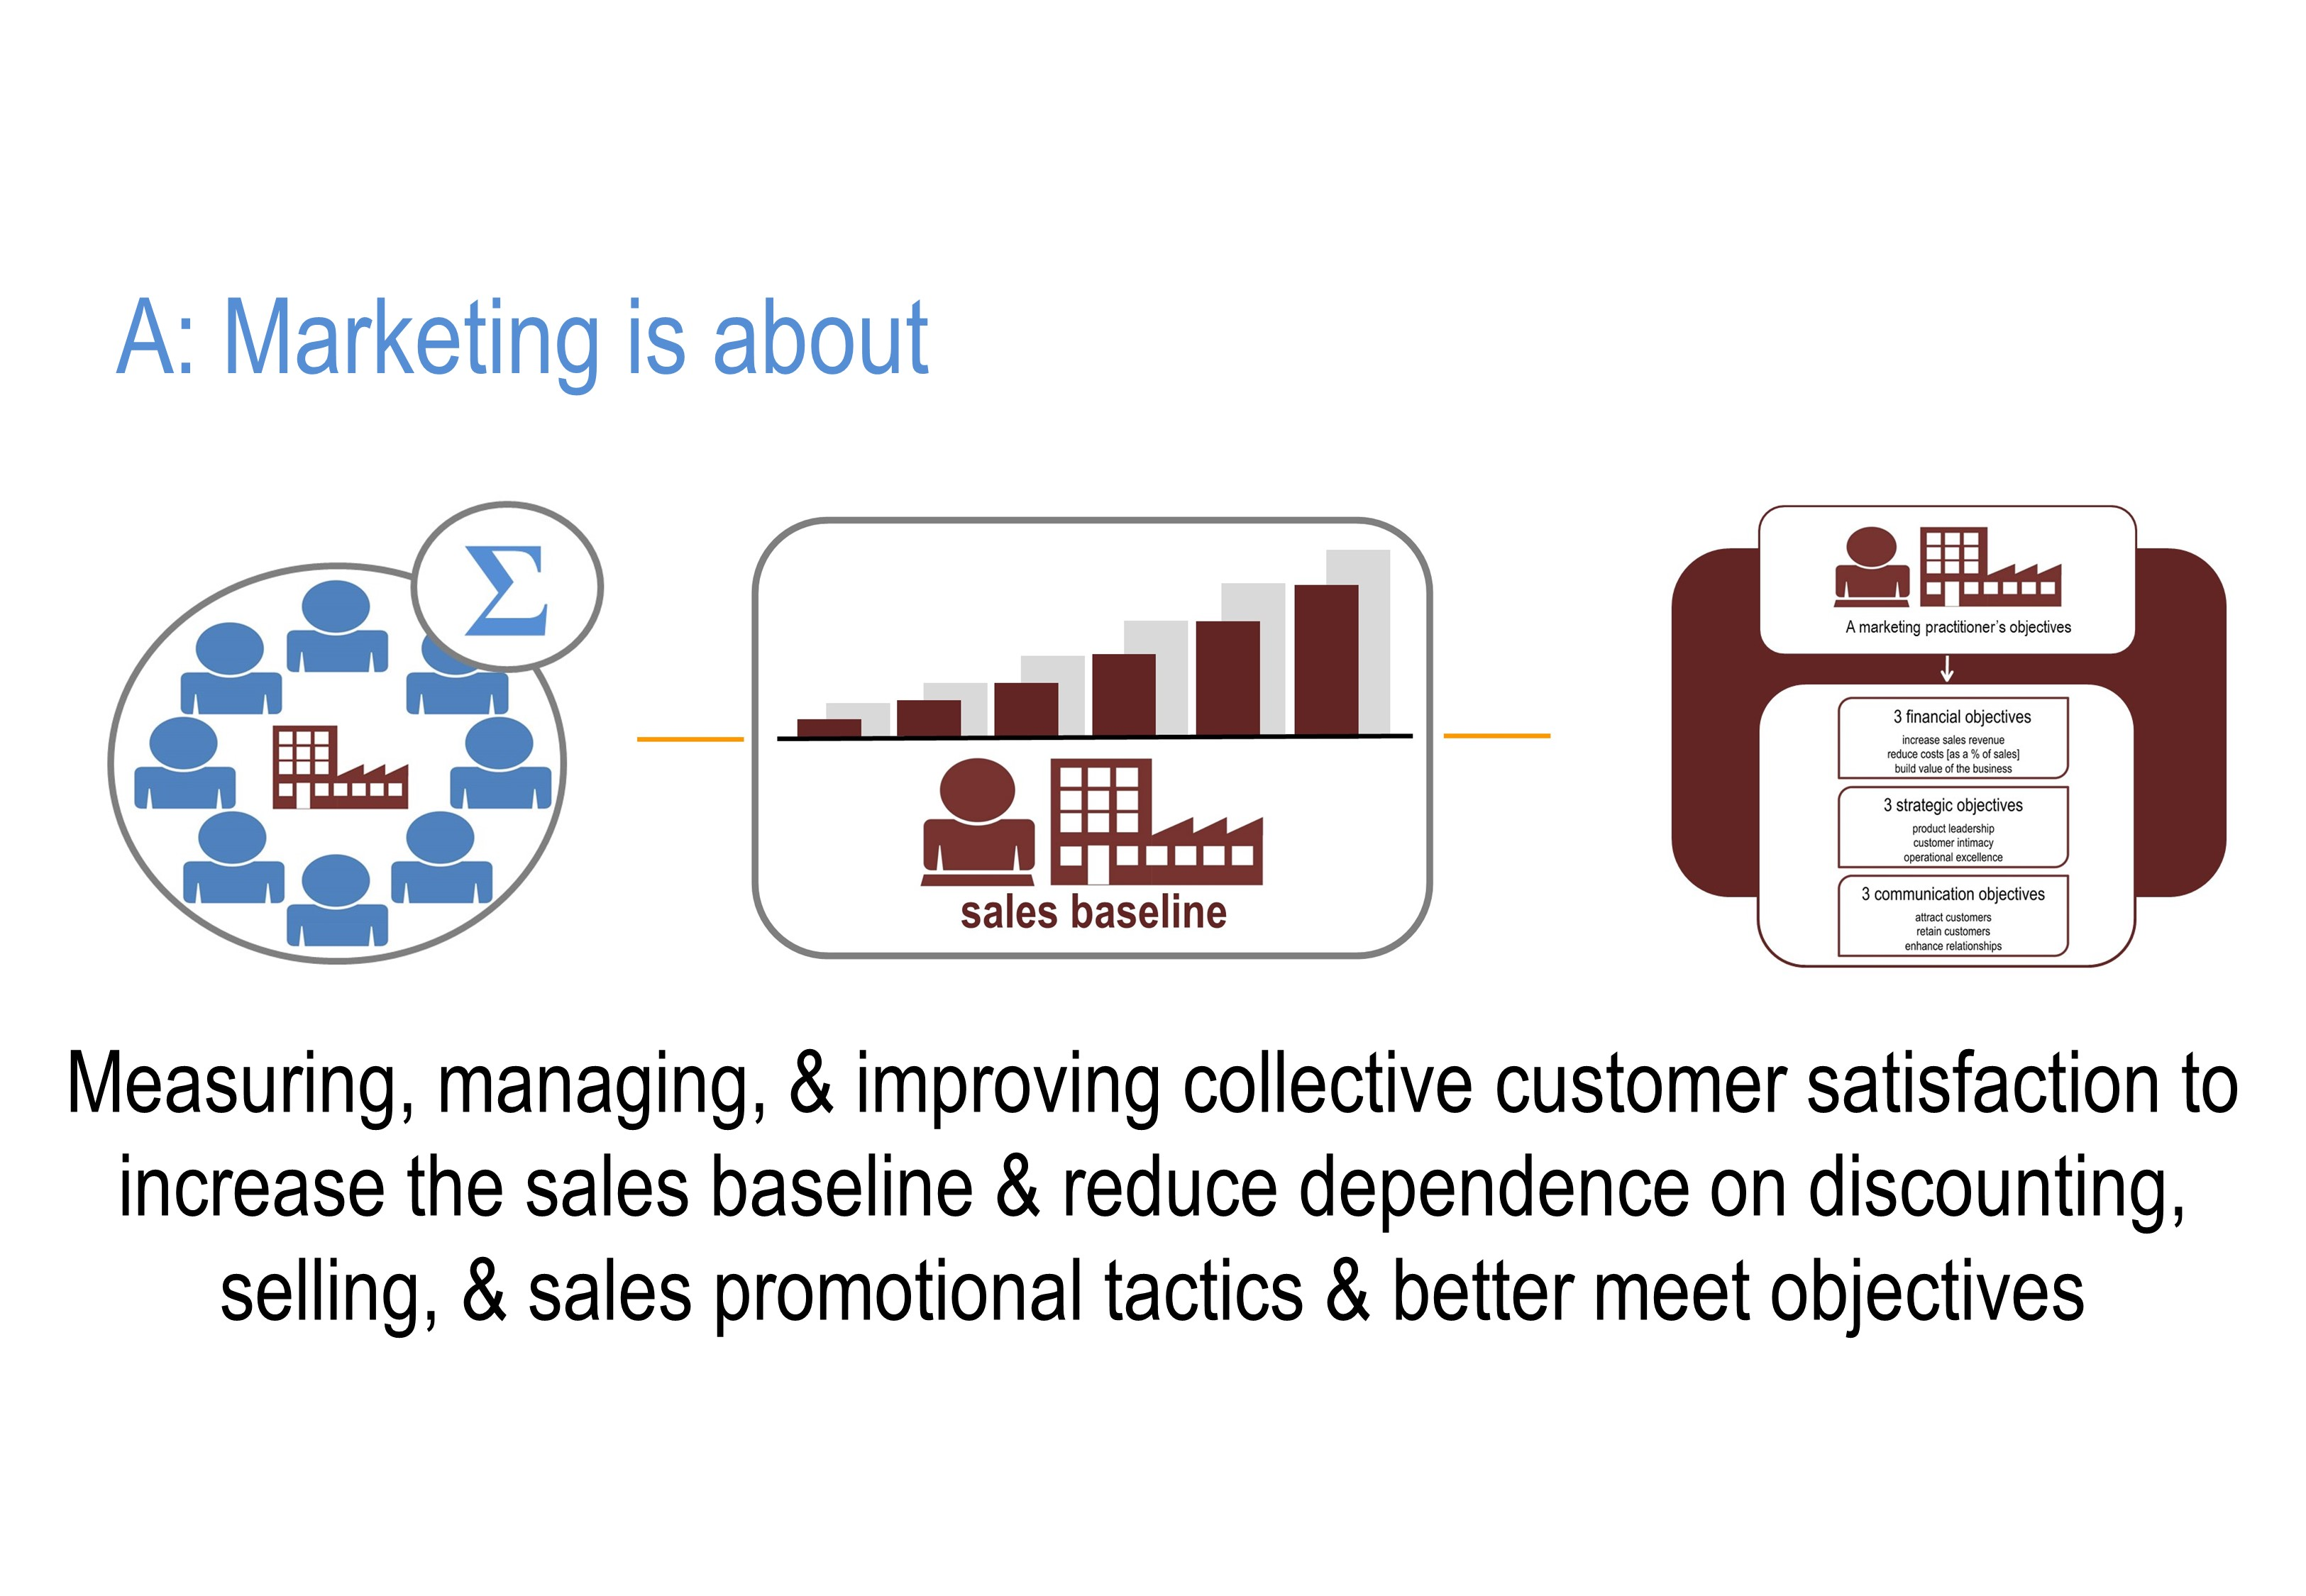 A: Marketing is about
Σ
sales baseline
A marketing practitioner's objectives
3 financial objectives
increase sales revenue
reduce costs [as a % of sales]
build value of the business
3 strategic objectives
product leadership
customer intimacy
operational excellence
3 communication objectives
attract customers
retain customers
enhance relationships
Measuring, managing, & improving collective customer satisfaction to
increase the sales baseline & reduce dependence on discounting,
selling, & sales promotional tactics & better meet objectives